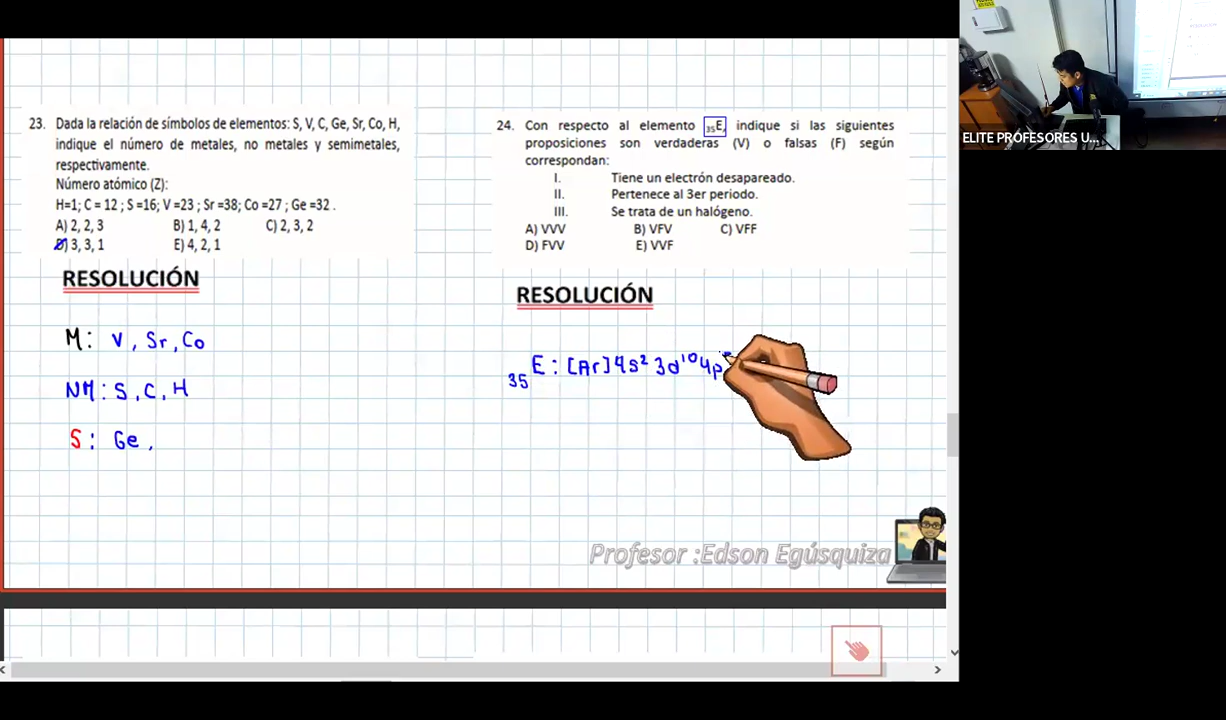 23. Dada la relación de símbolos de elementos: S, V, C, Ge, Sr, Co, H,
indique el número de metales, no metales y semimetales,
respectivamente.
Número atómico (Z):
H=1; C = 12 ; S =16; V =23 ; Sr =38; Co =27 ; Ge =32 .
A) 2, 2, 3 B) 1, 4, 2 C) 2, 3, 2
D) 3, 3, 1 E) 4, 2, 1
RESOLUCIÓN
M: V, Sr, Co
NM: S, C, H
S: Ge,
24. Con respecto al elemento ₃₅E, indique si las siguientes
proposiciones son verdaderas (V) o falsas (F) según
correspondan:
I. Tiene un electrón desapareado.
II. Pertenece al 3er periodo.
III. Se trata de un halógeno.
A) VVV B) VFV C) VFF
D) FVV E) VVF
RESOLUCIÓN
₃₅E: [Ar] 4s² 3d¹⁰ 4p
Profesor :Edson Egúsquiza
ELITE PROFESORES U...